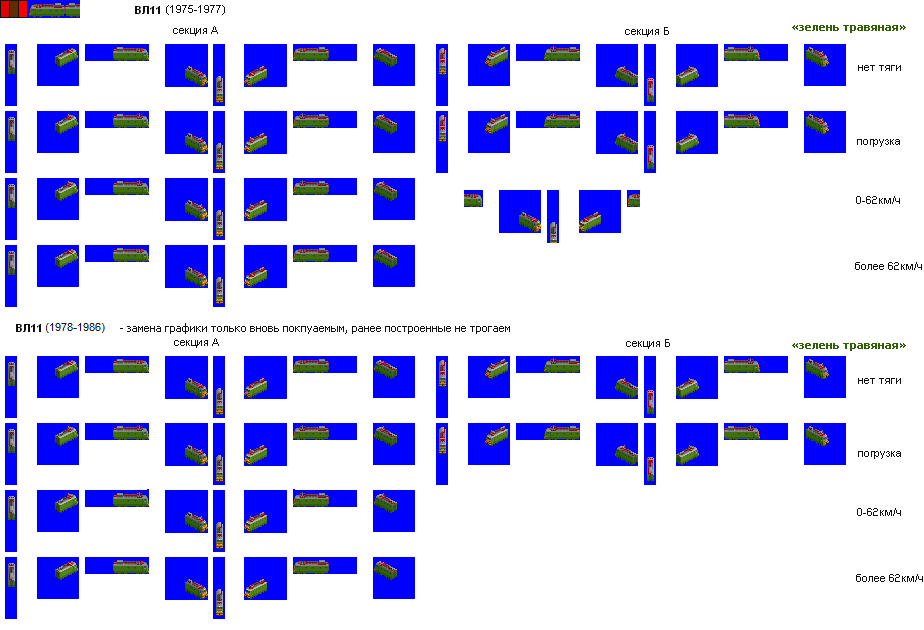 ВЛ11 (1975-1977)
секция А
секция Б
«зелень травяная»
нет тяги
погрузка
0-62км/ч
более 62км/ч
ВЛ11 (1978-1986) - замена графики только вновь покпуаемым, ранее построенные не трогаем
секция А
секция Б
«зелень травяная»
нет тяги
погрузка
0-62км/ч
более 62км/ч